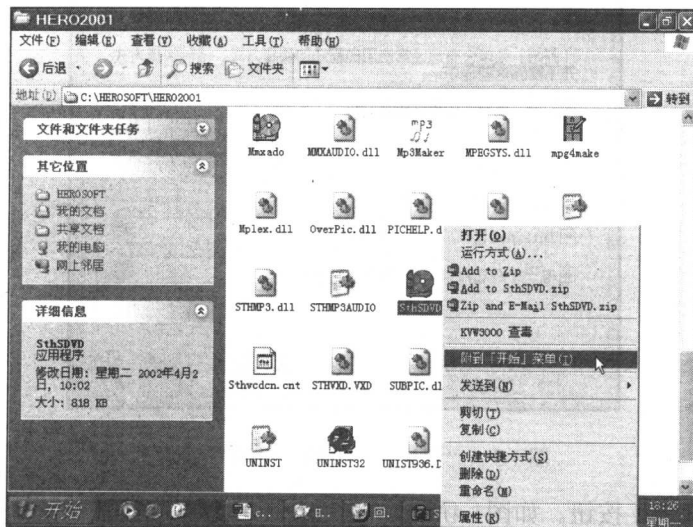 HERO2001
文件(F) 编辑(E) 查看(V) 收藏(A) 工具(T) 帮助(H)
后退 搜索 文件夹
地址(D) C:\HEROSOFT\HERO2001 转到
文件和文件夹任务
其它位置
HEROSOFT
我的文档
共享文档
我的电脑
网上邻居
详细信息
SthSDVD
应用程序
修改日期: 星期二 2002年4月2
日, 10:02
大小: 818 KB
Mmxado MMXAUDIO.dll Mp3Maker MPEGSYS.dll mpg4make
Mplex.dll OverPic.dll PICHELP.d
STHMP3.dll STHMP3AUDIO SthSDVD
Sthvcdcn.cnt STHVXD.VXD SUBPIC.dl
UNINST UNINST32 UNIST936.D
打开(O)
运行方式(A)...
Add to Zip
Add to SthSDVD.zip
Zip and E-Mail SthSDVD.zip
KVW3000 查毒
附到「开始」菜单(I)
发送到(N)
剪切(T)
复制(C)
创建快捷方式(S)
删除(D)
重命名(M)
属性(R)
开始 c.. H.. 回. S
18:26
星期一